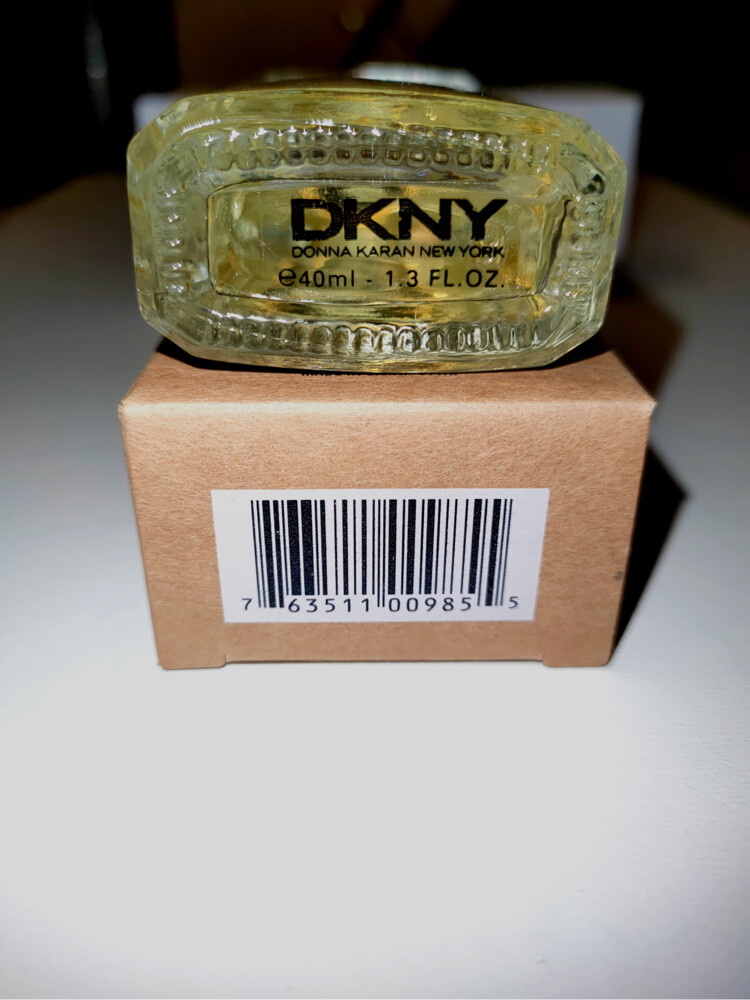 DKNY
DONNA KARAN NEW YORK
℮40ml - 1.3 FL.OZ.
7 63511 00985 5